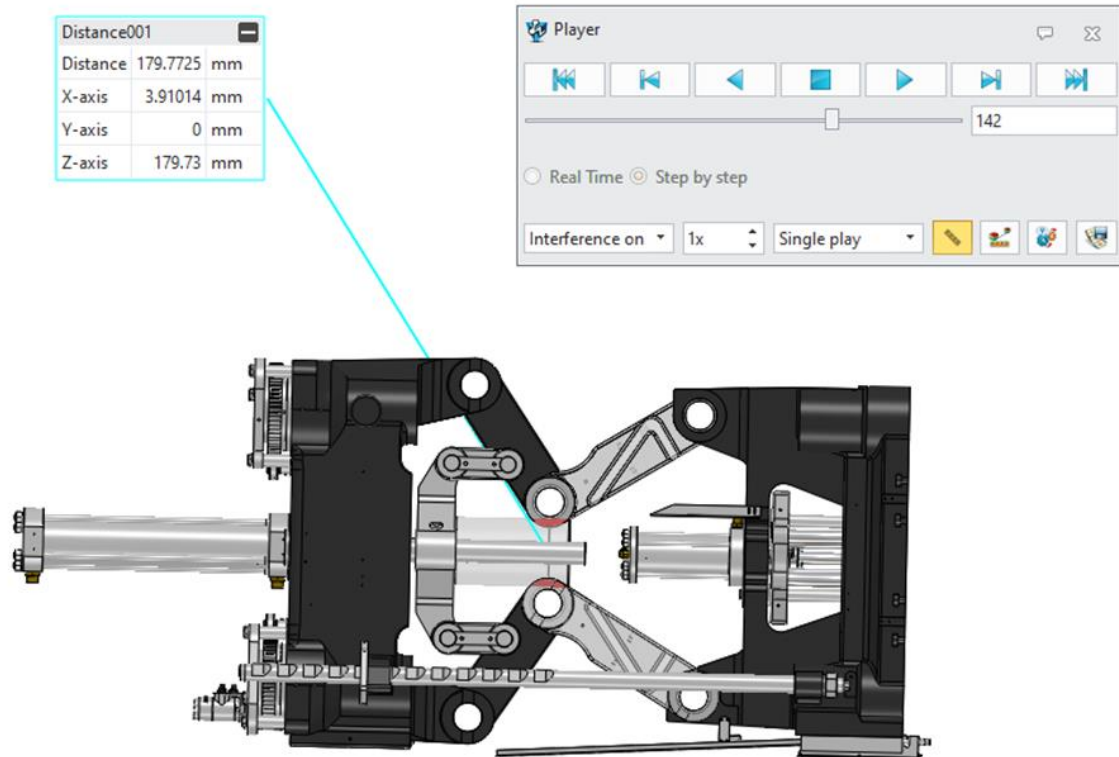 Distance001
Distance 179.7725 mm
X-axis 3.91014 mm
Y-axis 0 mm
Z-axis 179.73 mm
Player
142
Real Time Step by step
Interference on 1x Single play